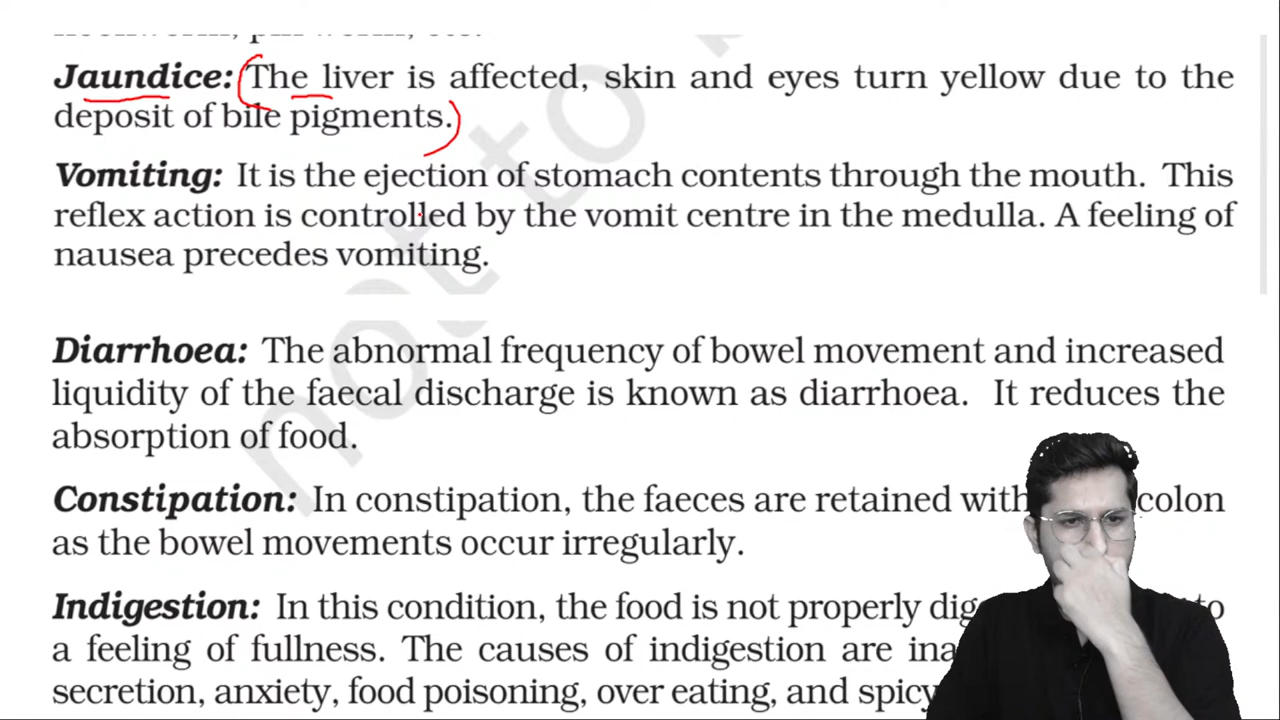 Jaundice: The liver is affected, skin and eyes turn yellow due to the
deposit of bile pigments.
Vomiting: It is the ejection of stomach contents through the mouth. This
reflex action is controlled by the vomit centre in the medulla. A feeling of
nausea precedes vomiting.
Diarrhoea: The abnormal frequency of bowel movement and increased
liquidity of the faecal discharge is known as diarrhoea. It reduces the
absorption of food.
Constipation: In constipation, the faeces are retained with colon
as the bowel movements occur irregularly.
Indigestion: In this condition, the food is not properly dig to
a feeling of fullness. The causes of indigestion are ina
secretion, anxiety, food poisoning, over eating, and spicy
not to